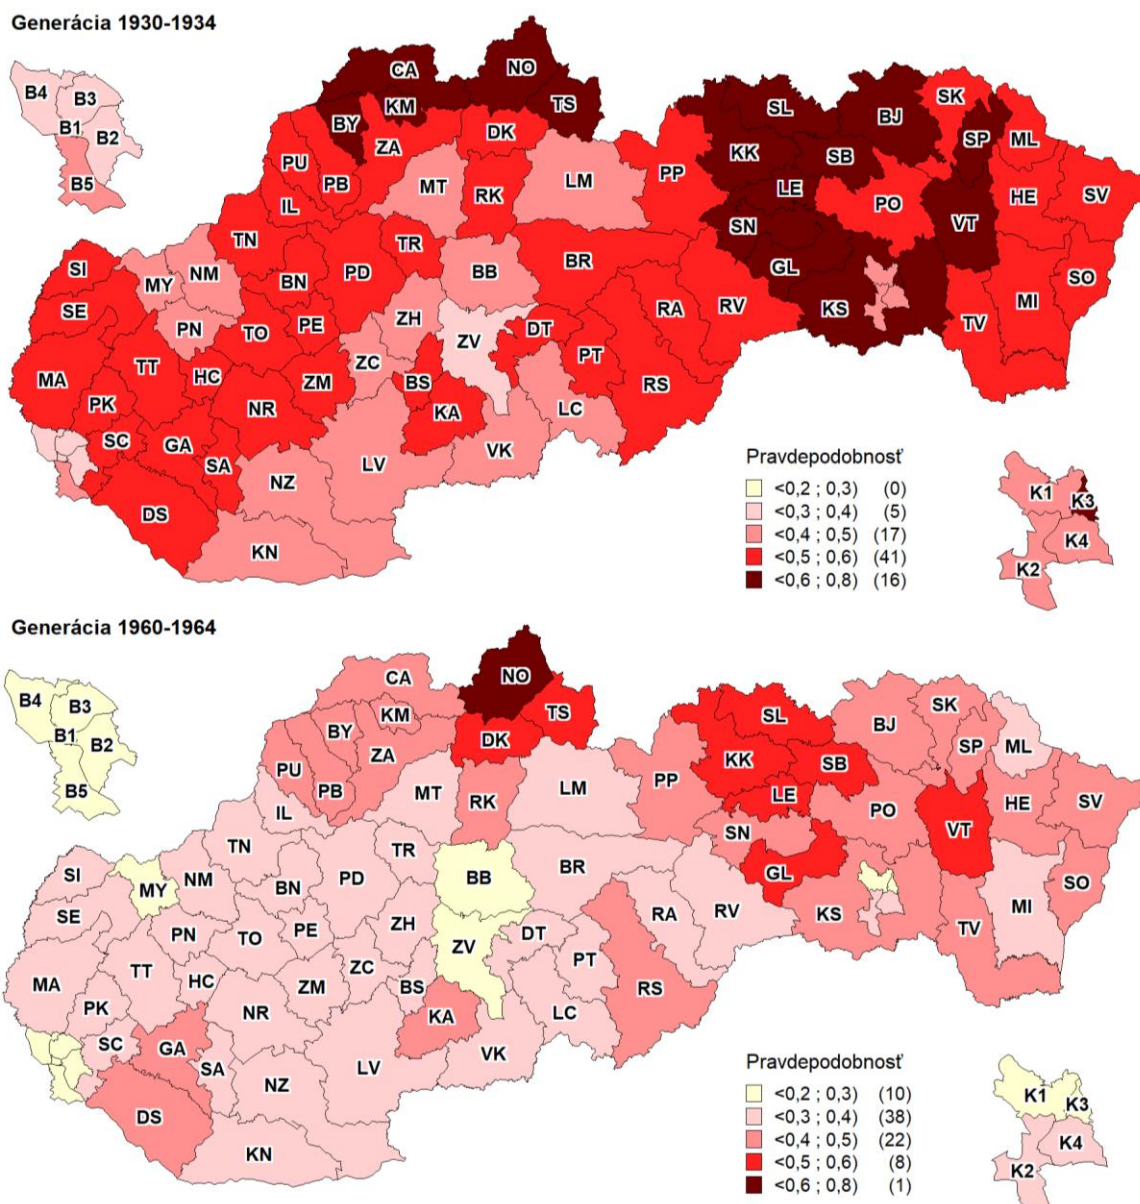 Generácia 1930-1934
B4
B3
B1
B2
B5
CA
NO
KM
TS
BY
DK
ZA
PU
PB
MT
RK
LM
IL
TN
TR
BN
PD
BB
BR
SI
MY
NM
SE
PN
TO
PE
ZH
ZV
DT
ZC
MA
TT
HC
ZM
BS
PT
PK
NR
KA
LC
SC
GA
SA
LV
VK
NZ
DS
KN
SL
BJ
SK
SP
ML
KK
SB
PP
LE
PO
HE
SV
SN
VT
GL
SO
RA
RV
KS
MI
TV
RS
Pravdepodobnosť
<0,2 ; 0,3) (0)
<0,3 ; 0,4) (5)
<0,4 ; 0,5) (17)
<0,5 ; 0,6) (41)
<0,6 ; 0,8) (16)
K1
K3
K4
K2
Generácia 1960-1964
B4
B3
B1
B2
B5
CA
NO
KM
TS
BY
DK
ZA
PU
PB
MT
RK
LM
IL
TN
TR
BN
PD
BB
BR
SI
MY
NM
SE
PN
TO
PE
ZH
ZV
DT
ZC
MA
TT
HC
ZM
BS
PT
PK
NR
KA
LC
SC
GA
SA
LV
VK
NZ
DS
KN
SL
BJ
SK
SP
ML
KK
SB
PP
LE
PO
HE
SV
SN
VT
GL
SO
RA
RV
KS
MI
TV
RS
Pravdepodobnosť
<0,2 ; 0,3) (10)
<0,3 ; 0,4) (38)
<0,4 ; 0,5) (22)
<0,5 ; 0,6) (8)
<0,6 ; 0,8) (1)
K1
K3
K4
K2